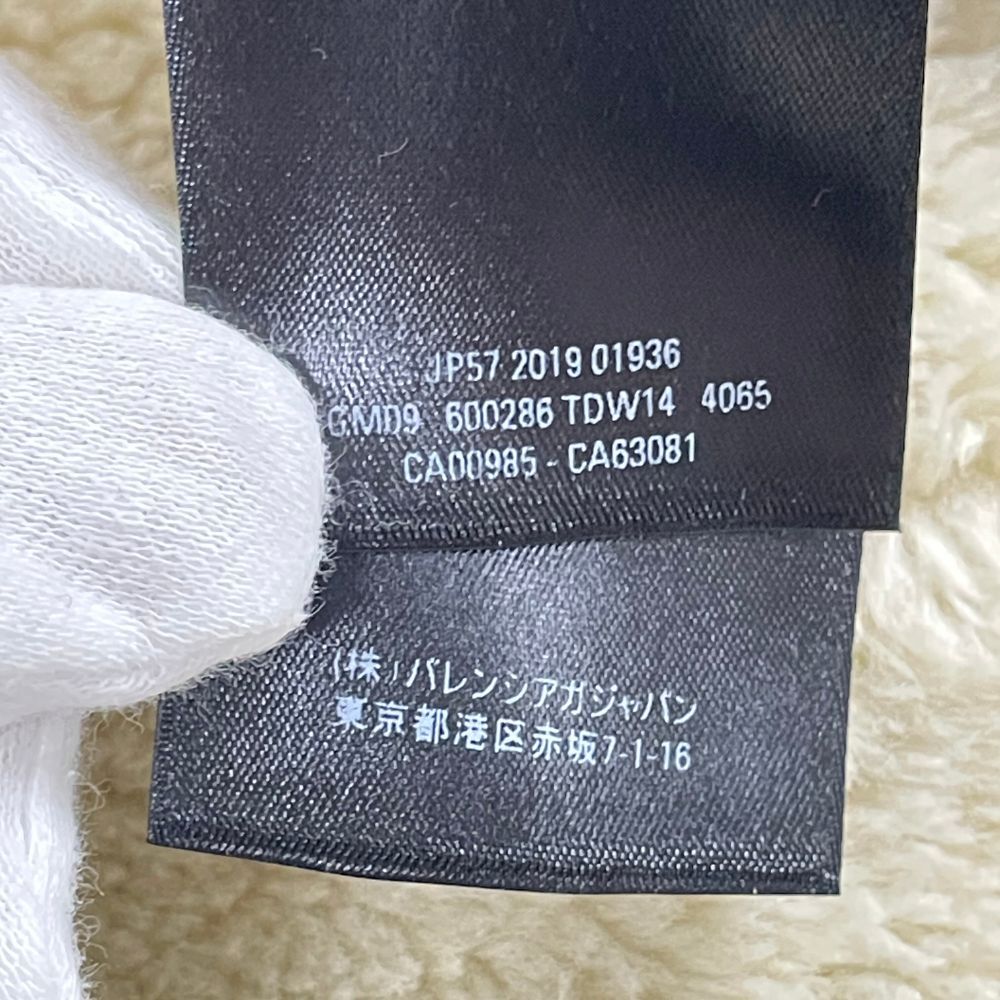 JP57 2019 01936
GMD9 600286 TDW14 4065
CA00985 - CA63081
(株)バレンシアガジャパン
東京都港区赤坂7-1-16